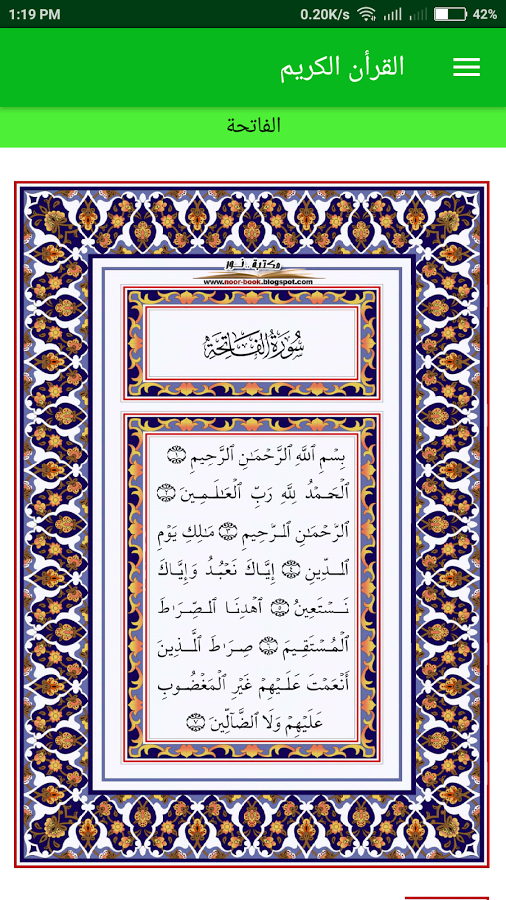 1:19 PM 0.20K/s 42%
القرأن الكريم
الفاتحة
مكتبة نور
www.noor-book.blogspot.com
سُورَةُ الفَاتِحَةِ
بِسْمِ ٱللَّهِ ٱلرَّحْمَٰنِ ٱلرَّحِيمِ ١
ٱلْحَمْدُ لِلَّهِ رَبِّ ٱلْعَٰلَمِينَ ٢
ٱلرَّحْمَٰنِ ٱلرَّحِيمِ ٣ مَٰلِكِ يَوْمِ
ٱلدِّينِ ٤ إِيَّاكَ نَعْبُدُ وَإِيَّاكَ
نَسْتَعِينُ ٥ ٱهْدِنَا ٱلصِّرَٰطَ
ٱلْمُسْتَقِيمَ ٦ صِرَٰطَ ٱلَّذِينَ
أَنْعَمْتَ عَلَيْهِمْ غَيْرِ ٱلْمَغْضُوبِ
عَلَيْهِمْ وَلَا ٱلضَّآلِّينَ ٧